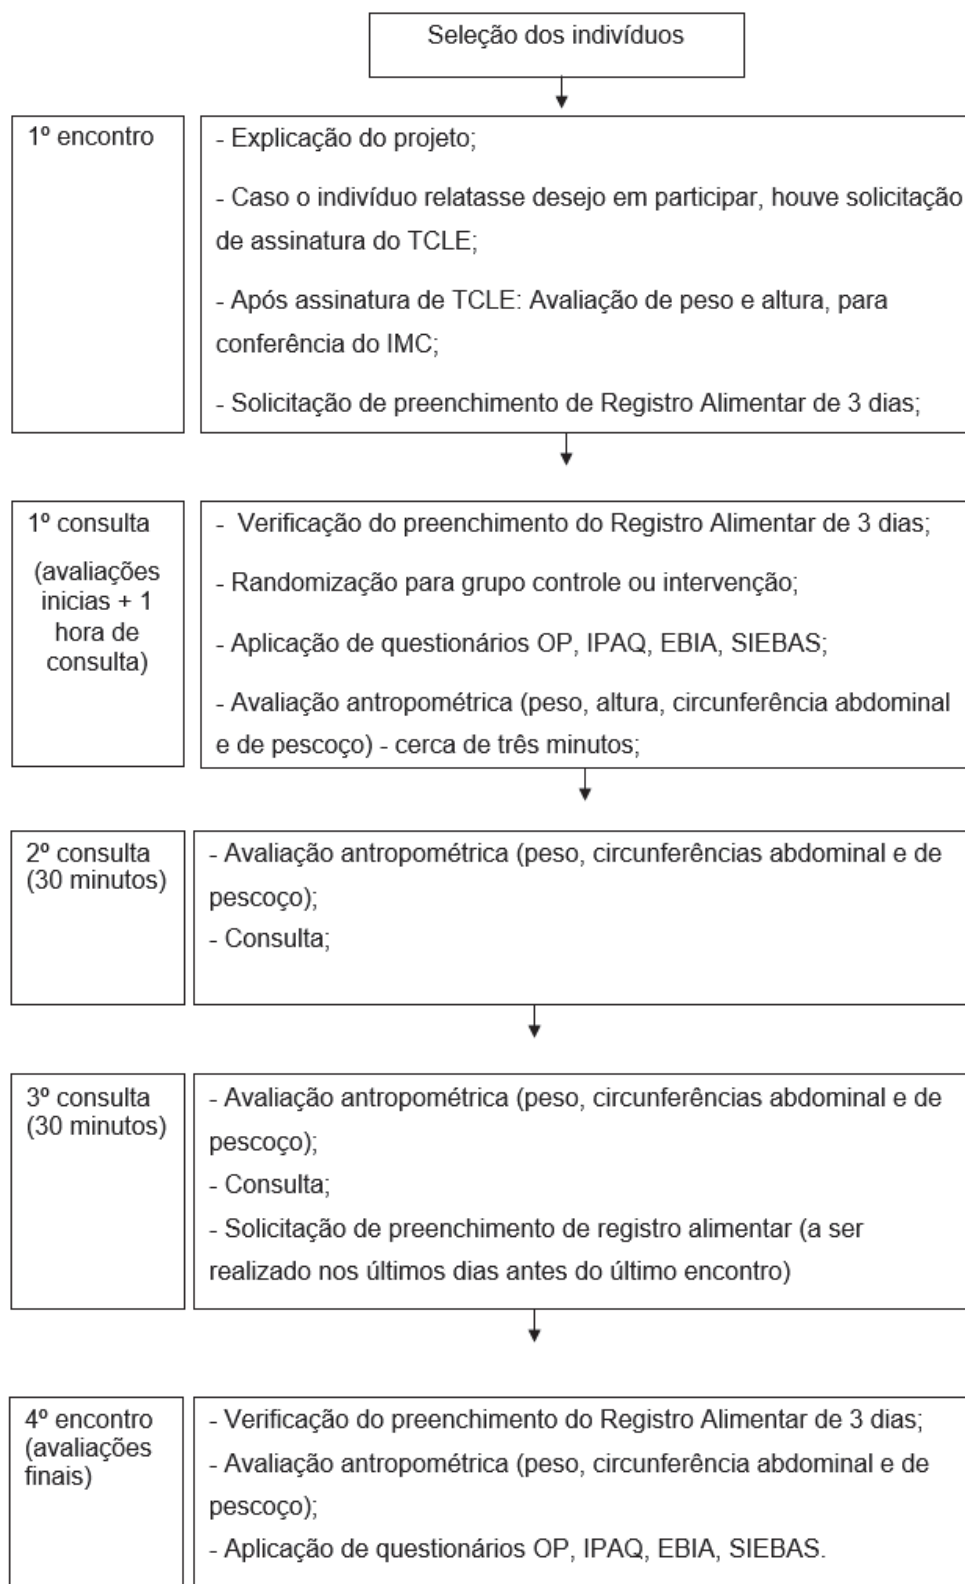 Seleção dos indivíduos
1º encontro
- Explicação do projeto;
- Caso o indivíduo relatasse desejo em participar, houve solicitação
de assinatura do TCLE;
- Após assinatura de TCLE: Avaliação de peso e altura, para
conferência do IMC;
- Solicitação de preenchimento de Registro Alimentar de 3 dias;
1º consulta
(avaliações
inicias + 1
hora de
consulta)
- Verificação do preenchimento do Registro Alimentar de 3 dias;
- Randomização para grupo controle ou intervenção;
- Aplicação de questionários OP, IPAQ, EBIA, SIEBAS;
- Avaliação antropométrica (peso, altura, circunferência abdominal
e de pescoço) - cerca de três minutos;
2º consulta
(30 minutos)
- Avaliação antropométrica (peso, circunferências abdominal e de
pescoço);
- Consulta;
3º consulta
(30 minutos)
- Avaliação antropométrica (peso, circunferências abdominal e de
pescoço);
- Consulta;
- Solicitação de preenchimento de registro alimentar (a ser
realizado nos últimos dias antes do último encontro)
4º encontro
(avaliações
finais)
- Verificação do preenchimento do Registro Alimentar de 3 dias;
- Avaliação antropométrica (peso, circunferência abdominal e de
pescoço);
- Aplicação de questionários OP, IPAQ, EBIA, SIEBAS.